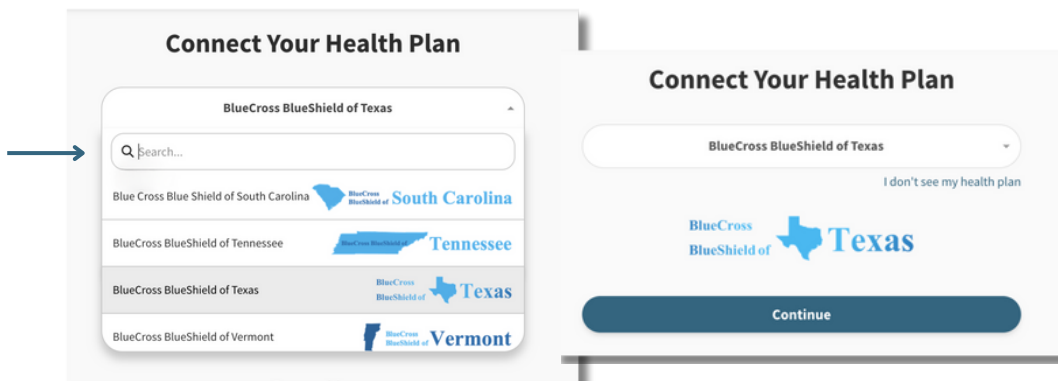 Connect Your Health Plan
BlueCross BlueShield of Texas
Search...
Blue Cross Blue Shield of South Carolina
BlueCross
BlueShield of South Carolina
BlueCross BlueShield of Tennessee
BlueCross BlueShield of Tennessee
BlueCross BlueShield of Texas
BlueCross
BlueShield of Texas
BlueCross BlueShield of Vermont
BlueCross
BlueShield of Vermont
Connect Your Health Plan
BlueCross BlueShield of Texas
I don't see my health plan
BlueCross
BlueShield of Texas
Continue